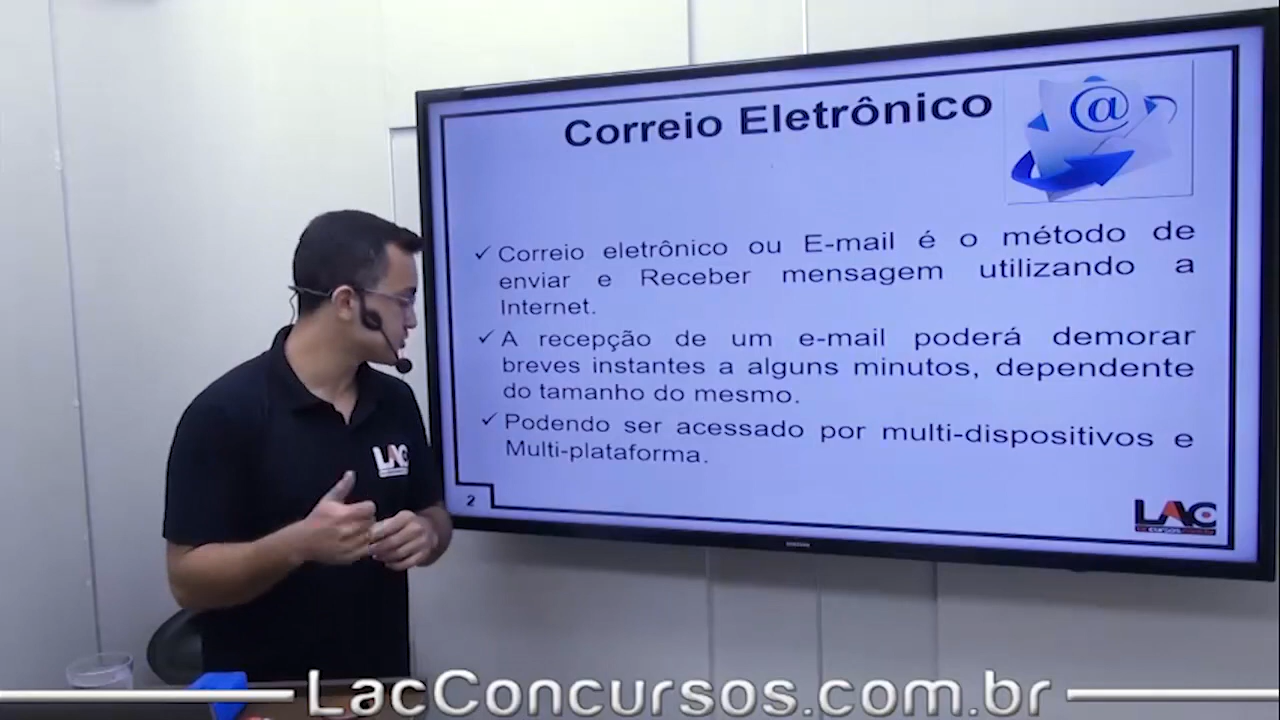 Correio Eletrônico
@
Correio eletrônico ou E-mail é o método de
enviar e Receber mensagem utilizando a
Internet.
A recepção de um e-mail poderá demorar
breves instantes a alguns minutos, dependente
do tamanho do mesmo.
Podendo ser acessado por multi-dispositivos e
Multi-plataforma.
2
LAC
LAC
SAMSUNG
LacConcursos.com.br